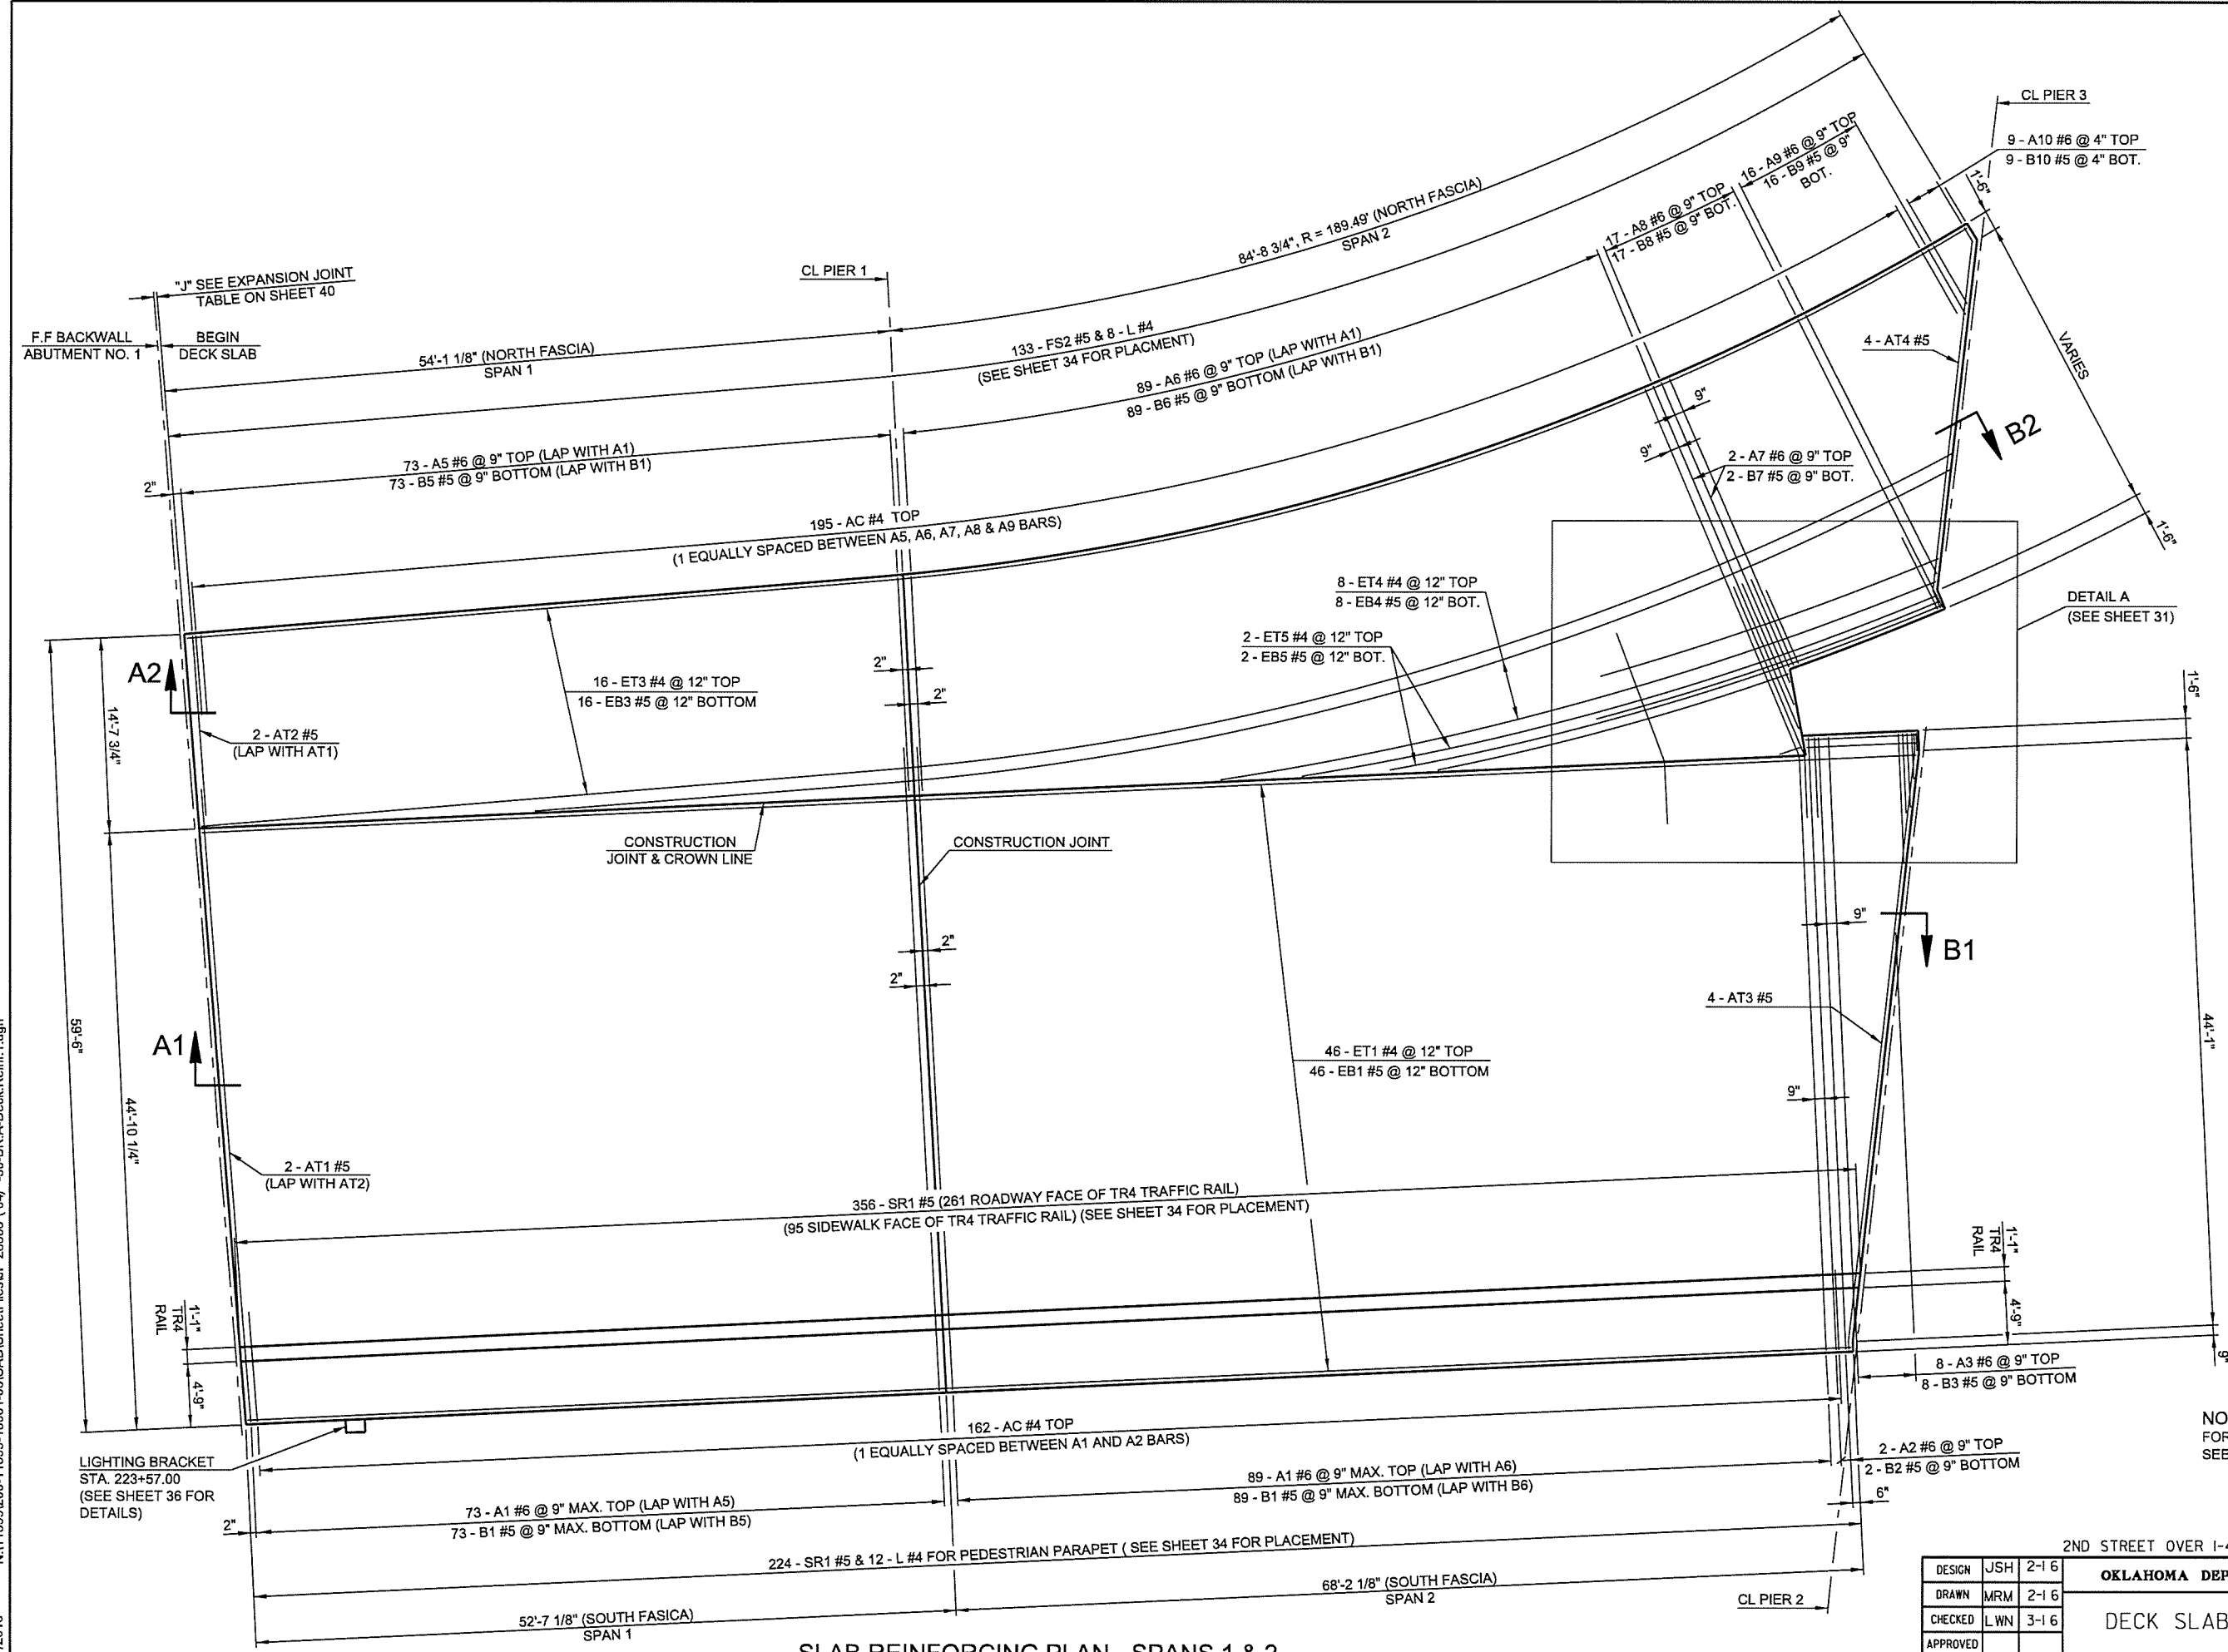 CL PIER 3
9 - A10 #6 @ 4" TOP
9 - B10 #5 @ 4" BOT.
1'-6"
16 - A9 #6 @ 9" TOP
16 - B9 #5 @ 9"
BOT.
17 - A8 #6 @ 9" TOP
17 - B8 #5 @ 9" BOT.
84'-8 3/4", R = 189.49' (NORTH FASCIA)
SPAN 2
CL PIER 1
"J" SEE EXPANSION JOINT
TABLE ON SHEET 40
F.F BACKWALL
ABUTMENT NO. 1
BEGIN
DECK SLAB
54'-1 1/8" (NORTH FASCIA)
SPAN 1
133 - FS2 #5 & 8 - L #4
(SEE SHEET 34 FOR PLACMENT)
89 - A6 #6 @ 9" TOP (LAP WITH A1)
89 - B6 #5 @ 9" BOTTOM (LAP WITH B1)
4 - AT4 #5
VARIES
9"
9"
B2
2 - A7 #6 @ 9" TOP
2 - B7 #5 @ 9" BOT.
73 - A5 #6 @ 9" TOP (LAP WITH A1)
73 - B5 #5 @ 9" BOTTOM (LAP WITH B1)
2"
195 - AC #4 TOP
(1 EQUALLY SPACED BETWEEN A5, A6, A7, A8 & A9 BARS)
1'-6"
8 - ET4 #4 @ 12" TOP
8 - EB4 #5 @ 12" BOT.
DETAIL A
(SEE SHEET 31)
2 - ET5 #4 @ 12" TOP
2 - EB5 #5 @ 12" BOT.
A2
2"
2"
16 - ET3 #4 @ 12" TOP
16 - EB3 #5 @ 12" BOTTOM
14'-7 3/4"
2 - AT2 #5
(LAP WITH AT1)
1'-6"
CONSTRUCTION
JOINT & CROWN LINE
CONSTRUCTION JOINT
9"
2"
2"
B1
4 - AT3 #5
59'-6"
44'-10 1/4"
A1
44'-1"
46 - ET1 #4 @ 12" TOP
46 - EB1 #5 @ 12" BOTTOM
9"
2 - AT1 #5
(LAP WITH AT2)
356 - SR1 #5 (261 ROADWAY FACE OF TR4 TRAFFIC RAIL)
(95 SIDEWALK FACE OF TR4 TRAFFIC RAIL) (SEE SHEET 34 FOR PLACEMENT)
1'-1"
TR4
RAIL
4'-9"
1'-1"
TR4
RAIL
4'-9"
9"
8 - A3 #6 @ 9" TOP
8 - B3 #5 @ 9" BOTTOM
162 - AC #4 TOP
(1 EQUALLY SPACED BETWEEN A1 AND A2 BARS)
NO
FOR
SEE
LIGHTING BRACKET
STA. 223+57.00
(SEE SHEET 36 FOR
DETAILS)
2 - A2 #6 @ 9" TOP
2 - B2 #5 @ 9" BOTTOM
89 - A1 #6 @ 9" MAX. TOP (LAP WITH A6)
89 - B1 #5 @ 9" MAX. BOTTOM (LAP WITH B6)
73 - A1 #6 @ 9" MAX. TOP (LAP WITH A5)
73 - B1 #5 @ 9" MAX. BOTTOM (LAP WITH B5)
2"
6"
224 - SR1 #5 & 12 - L #4 FOR PEDESTRIAN PARAPET ( SEE SHEET 34 FOR PLACEMENT)
68'-2 1/8" (SOUTH FASCIA)
SPAN 2
CL PIER 2
52'-7 1/8" (SOUTH FASICA)
SPAN 1
SLAB REINFORCING PLAN - SPANS 1 & 2
2ND STREET OVER I-4
DESIGN JSH 2-16
DRAWN MRM 2-16
CHECKED LWN 3-16
APPROVED
OKLAHOMA DEP
DECK SLAB